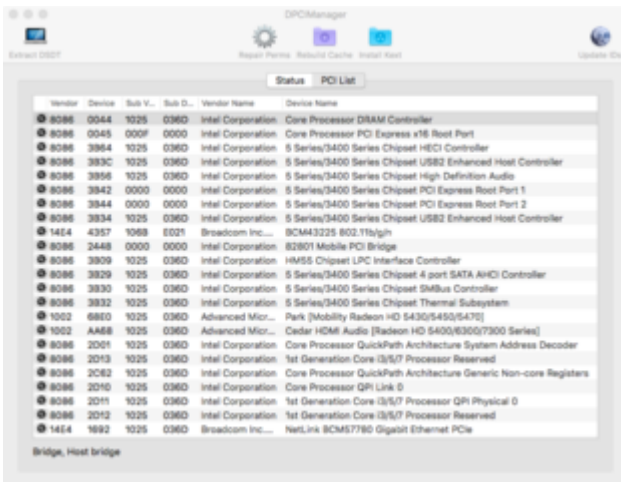 DPCIManager
Extract DSDT Repair Perms Rebuild Cache Install Kext Update IDs
Status PCI List
Vendor Device Sub V... Sub D... Vendor Name Device Name
8086 0044 1025 036D Intel Corporation Core Processor DRAM Controller
8086 0045 000F 0000 Intel Corporation Core Processor PCI Express x16 Root Port
8086 3B64 1025 036D Intel Corporation 5 Series/3400 Series Chipset HECI Controller
8086 3B3C 1025 036D Intel Corporation 5 Series/3400 Series Chipset USB2 Enhanced Host Controller
8086 3B56 1025 036D Intel Corporation 5 Series/3400 Series Chipset High Definition Audio
8086 3B42 0000 0000 Intel Corporation 5 Series/3400 Series Chipset PCI Express Root Port 1
8086 3B44 0000 0000 Intel Corporation 5 Series/3400 Series Chipset PCI Express Root Port 2
8086 3B34 1025 036D Intel Corporation 5 Series/3400 Series Chipset USB2 Enhanced Host Controller
14E4 4357 106B E021 Broadcom Inc.... BCM43225 802.11b/g/n
8086 2448 0000 0000 Intel Corporation 82801 Mobile PCI Bridge
8086 3B09 1025 036D Intel Corporation HM55 Chipset LPC Interface Controller
8086 3B29 1025 036D Intel Corporation 5 Series/3400 Series Chipset 4 port SATA AHCI Controller
8086 3B30 1025 036D Intel Corporation 5 Series/3400 Series Chipset SMBus Controller
8086 3B32 1025 036D Intel Corporation 5 Series/3400 Series Chipset Thermal Subsystem
1002 68E0 1025 036D Advanced Micr... Park [Mobility Radeon HD 5430/5450/5470]
1002 AA68 1025 036D Advanced Micr... Cedar HDMI Audio [Radeon HD 5400/6300/7300 Series]
8086 2D01 1025 036D Intel Corporation Core Processor QuickPath Architecture System Address Decoder
8086 2D13 1025 036D Intel Corporation 1st Generation Core i3/5/7 Processor Reserved
8086 2C62 1025 036D Intel Corporation Core Processor QuickPath Architecture Generic Non-core Registers
8086 2D10 1025 036D Intel Corporation Core Processor QPI Link 0
8086 2D11 1025 036D Intel Corporation 1st Generation Core i3/5/7 Processor QPI Physical 0
8086 2D12 1025 036D Intel Corporation 1st Generation Core i3/5/7 Processor Reserved
14E4 1692 1025 036D Broadcom Inc.... NetLink BCM57780 Gigabit Ethernet PCIe
Bridge, Host bridge